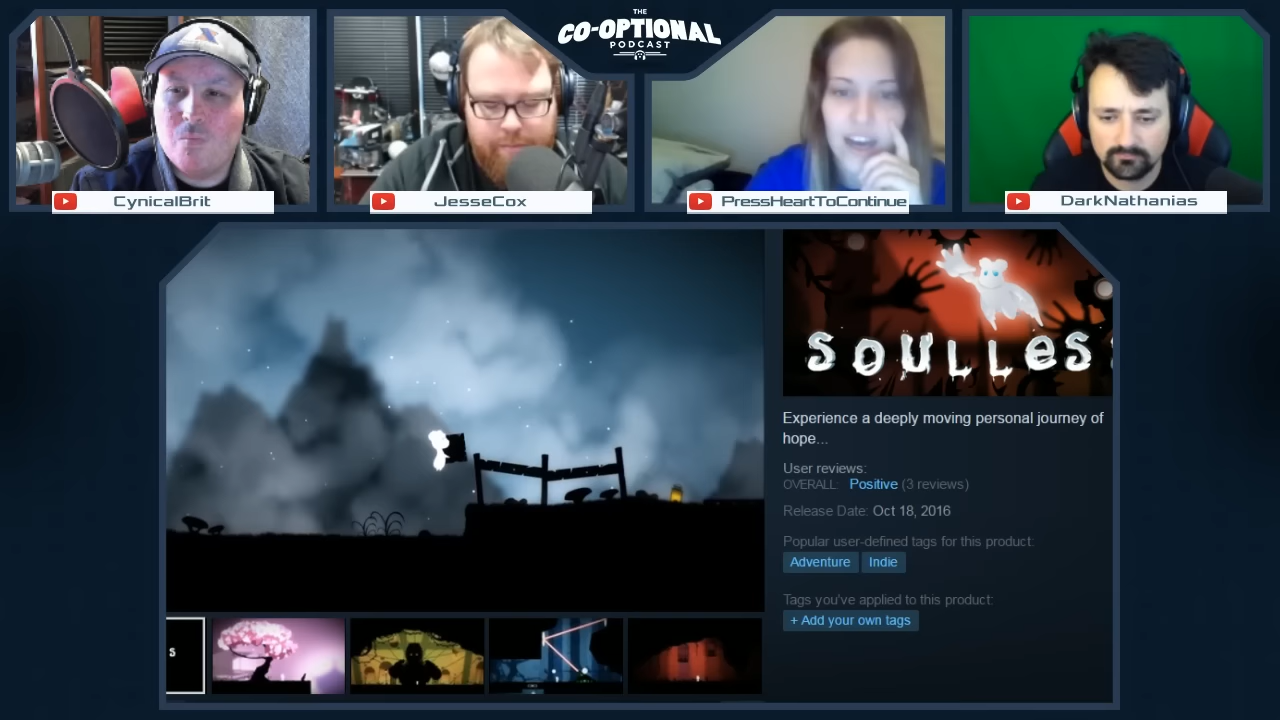 THE
CO-OPTIONAL
PODCAST
CynicalBrit
JesseCox
PressHeartToContinue
DarkNathanias
SOULLES
Experience a deeply moving personal journey of
hope...
User reviews:
OVERALL: Positive (3 reviews)
Release Date: Oct 18, 2016
Popular user-defined tags for this product:
Adventure Indie
Tags you've applied to this product:
+ Add your own tags
S